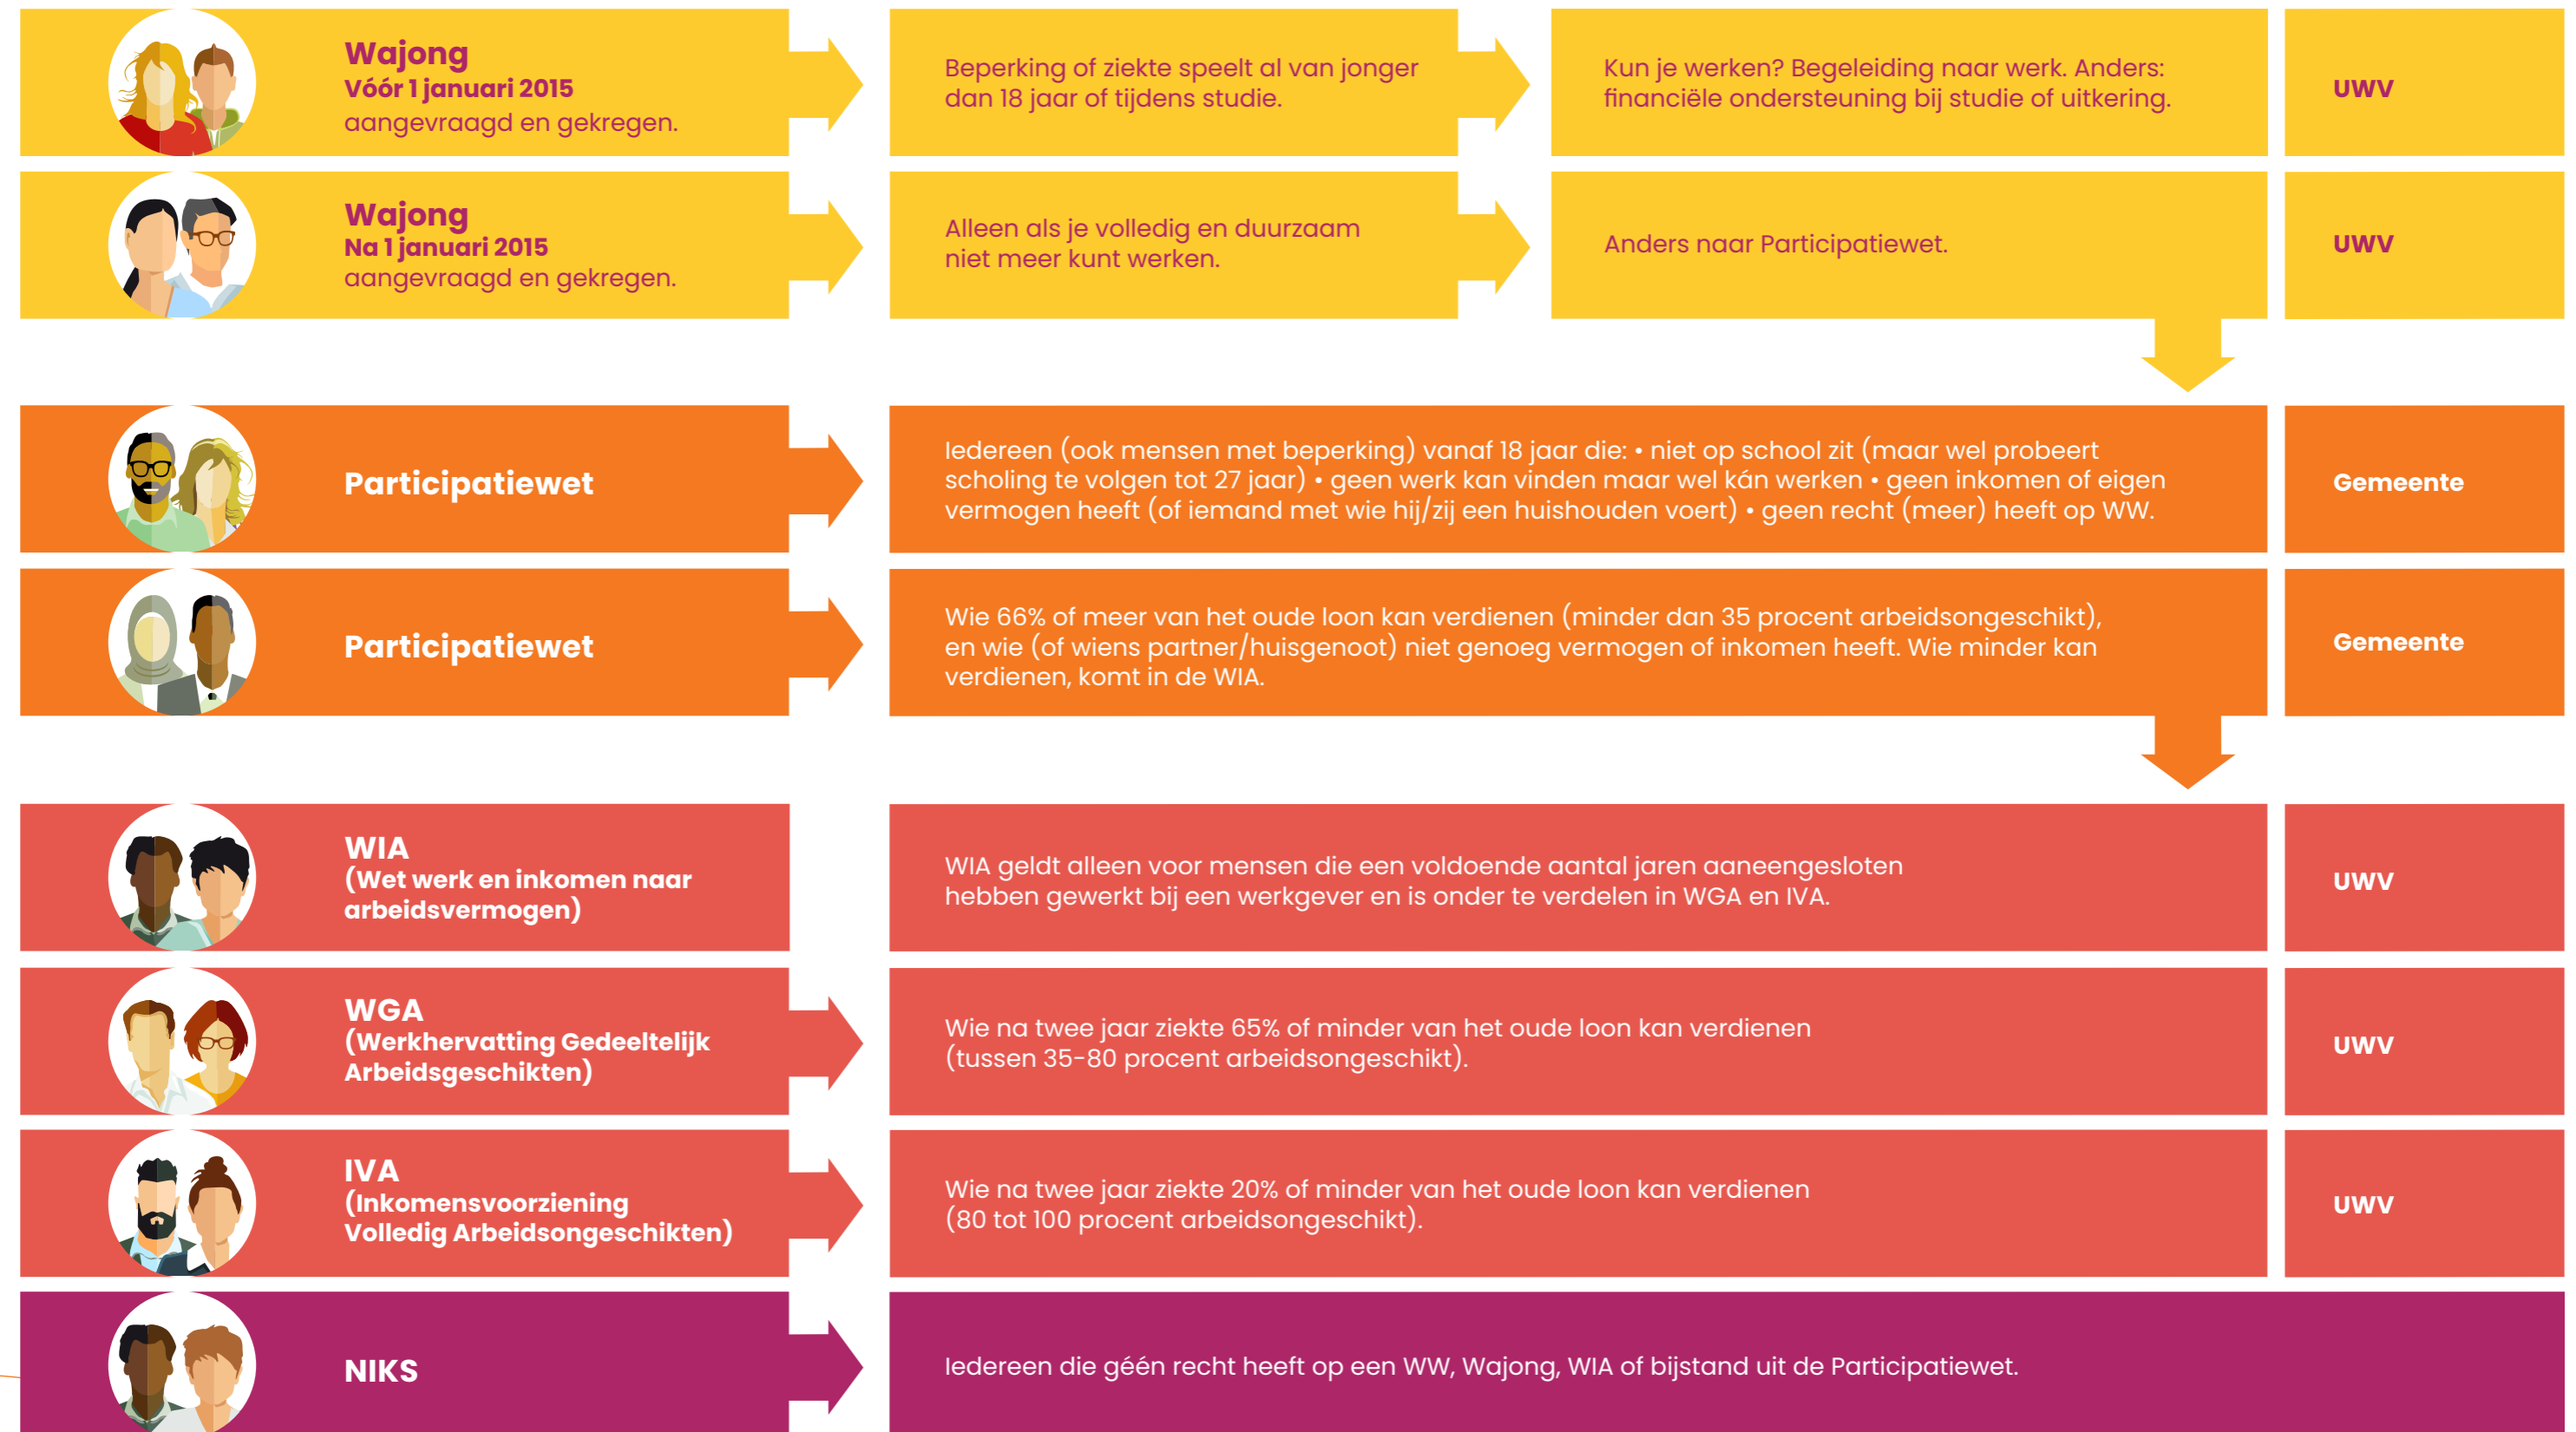 Wajong
Vóór 1 januari 2015
aangevraagd en gekregen.
Beperking of ziekte speelt al van jonger
dan 18 jaar of tijdens studie.
Kun je werken? Begeleiding naar werk. Anders:
financiële ondersteuning bij studie of uitkering.
UWV
Wajong
Na 1 januari 2015
aangevraagd en gekregen.
Alleen als je volledig en duurzaam
niet meer kunt werken.
Anders naar Participatiewet.
UWV
Participatiewet
Iedereen (ook mensen met beperking) vanaf 18 jaar die: • niet op school zit (maar wel probeert
scholing te volgen tot 27 jaar) • geen werk kan vinden maar wel kán werken • geen inkomen of eigen
vermogen heeft (of iemand met wie hij/zij een huishouden voert) • geen recht (meer) heeft op WW.
Gemeente
Participatiewet
Wie 66% of meer van het oude loon kan verdienen (minder dan 35 procent arbeidsongeschikt),
en wie (of wiens partner/huisgenoot) niet genoeg vermogen of inkomen heeft. Wie minder kan
verdienen, komt in de WIA.
Gemeente
WIA
(Wet werk en inkomen naar
arbeidsvermogen)
WIA geldt alleen voor mensen die een voldoende aantal jaren aaneengesloten
hebben gewerkt bij een werkgever en is onder te verdelen in WGA en IVA.
UWV
WGA
(Werkhervatting Gedeeltelijk
Arbeidsgeschikten)
Wie na twee jaar ziekte 65% of minder van het oude loon kan verdienen
(tussen 35-80 procent arbeidsongeschikt).
UWV
IVA
(Inkomensvoorziening
Volledig Arbeidsongeschikten)
Wie na twee jaar ziekte 20% of minder van het oude loon kan verdienen
(80 tot 100 procent arbeidsongeschikt).
UWV
NIKS
Iedereen die géén recht heeft op een WW, Wajong, WIA of bijstand uit de Participatiewet.